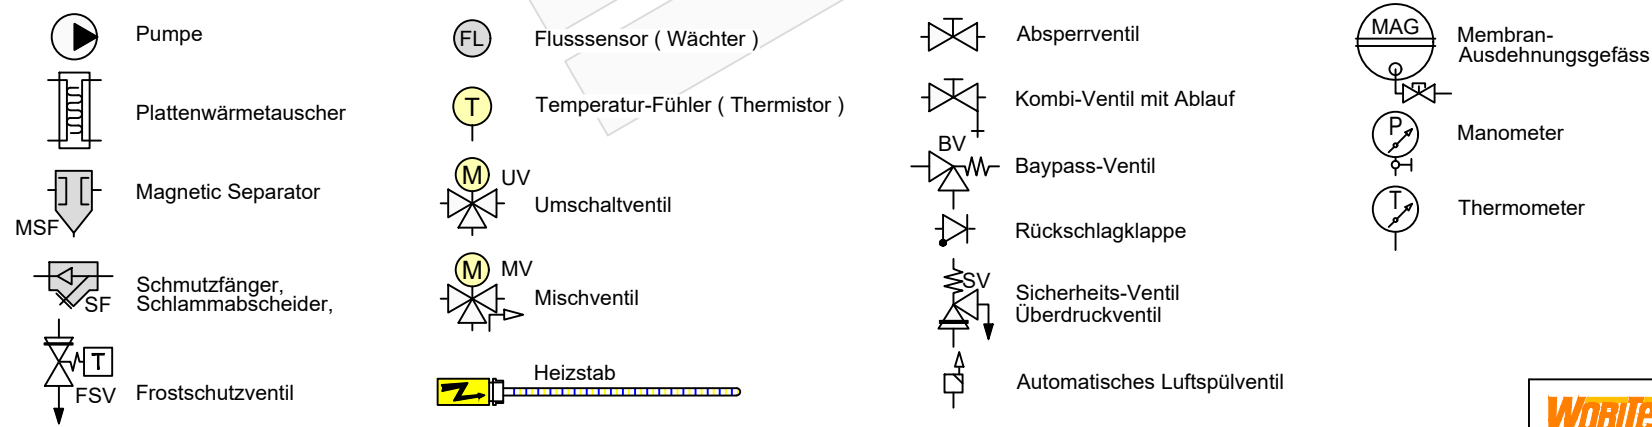 Pumpe
Plattenwärmetauscher
Magnetic Separator
MSF
Schmutzfänger,
Schlammabscheider,
SF
T
FSV
Frostschutzventil
FL
Flusssensor ( Wächter )
T
Temperatur-Fühler ( Thermistor )
M
UV
Umschaltventil
M
MV
Mischventil
Heizstab
Absperrventil
Kombi-Ventil mit Ablauf
BV
Baypass-Ventil
Rückschlagklappe
SV
Sicherheits-Ventil
Überdruckventil
Automatisches Luftspülventil
MAG
Membran-
Ausdehnungsgefäss
P
Manometer
T
Thermometer